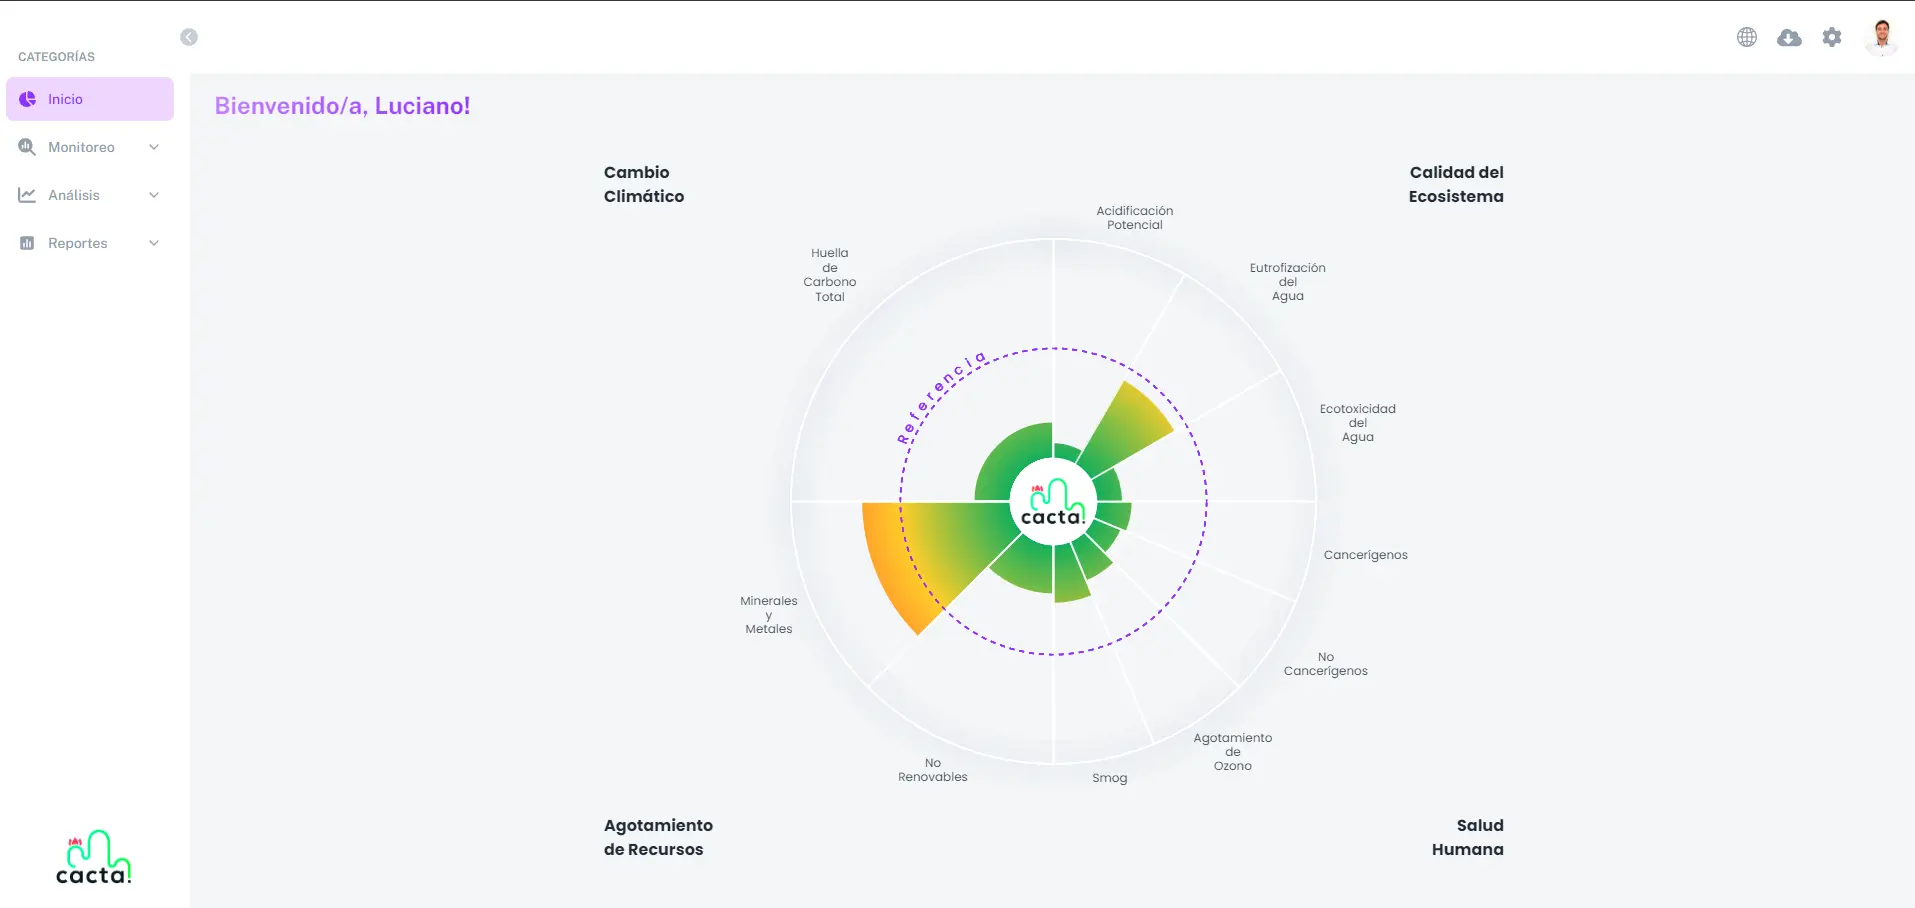 CATEGORÍAS
Inicio
Monitoreo
Análisis
Reportes
cacta!
Bienvenido/a, Luciano!
Cambio
Climático
Calidad del
Ecosistema
Acidificación
Potencial
Huella
de
Carbono
Total
Eutrofización
del
Agua
Referencia
Ecotoxicidad
del
Agua
cacta!
Cancerígenos
Minerales
y
Metales
No
Cancerígenos
Agotamiento
de
Ozono
No
Renovables
Smog
Agotamiento
de Recursos
Salud
Humana